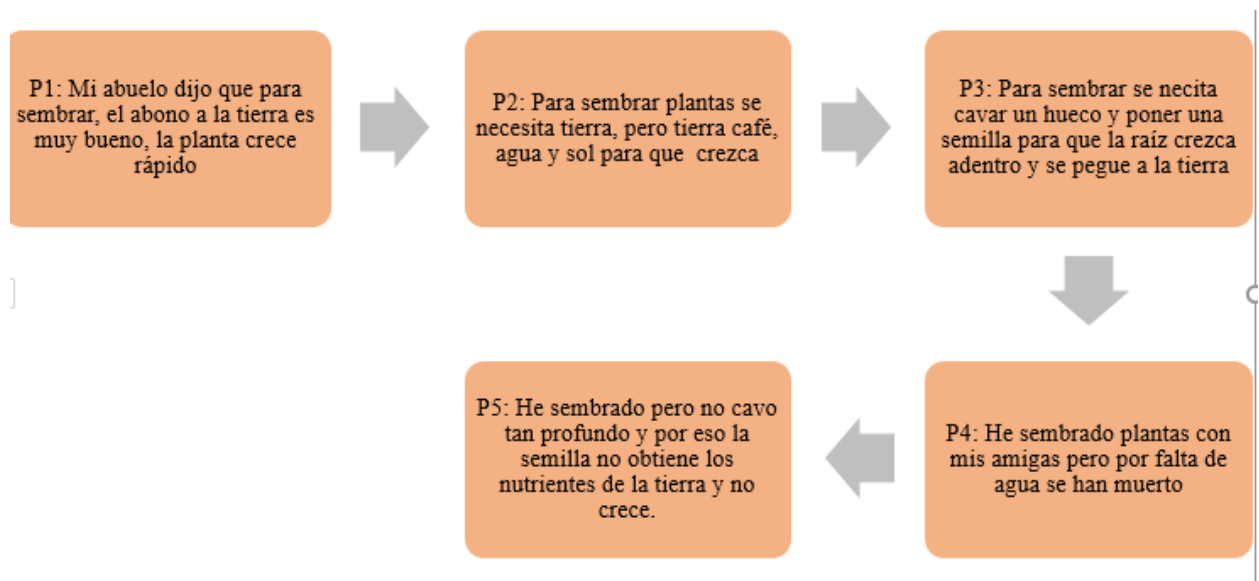 P1: Mi abuelo dijo que para
sembrar, el abono a la tierra es
muy bueno, la planta crece
rápido
P2: Para sembrar plantas se
necesita tierra, pero tierra café,
agua y sol para que  crezca
P3: Para sembrar se necita
cavar un hueco y poner una
semilla para que la raíz crezca
adentro y se pegue a la tierra
P4: He sembrado plantas con
mis amigas pero por falta de
agua se han muerto
P5: He sembrado pero no cavo
tan profundo y por eso la
semilla no obtiene los
nutrientes de la tierra y no
crece.